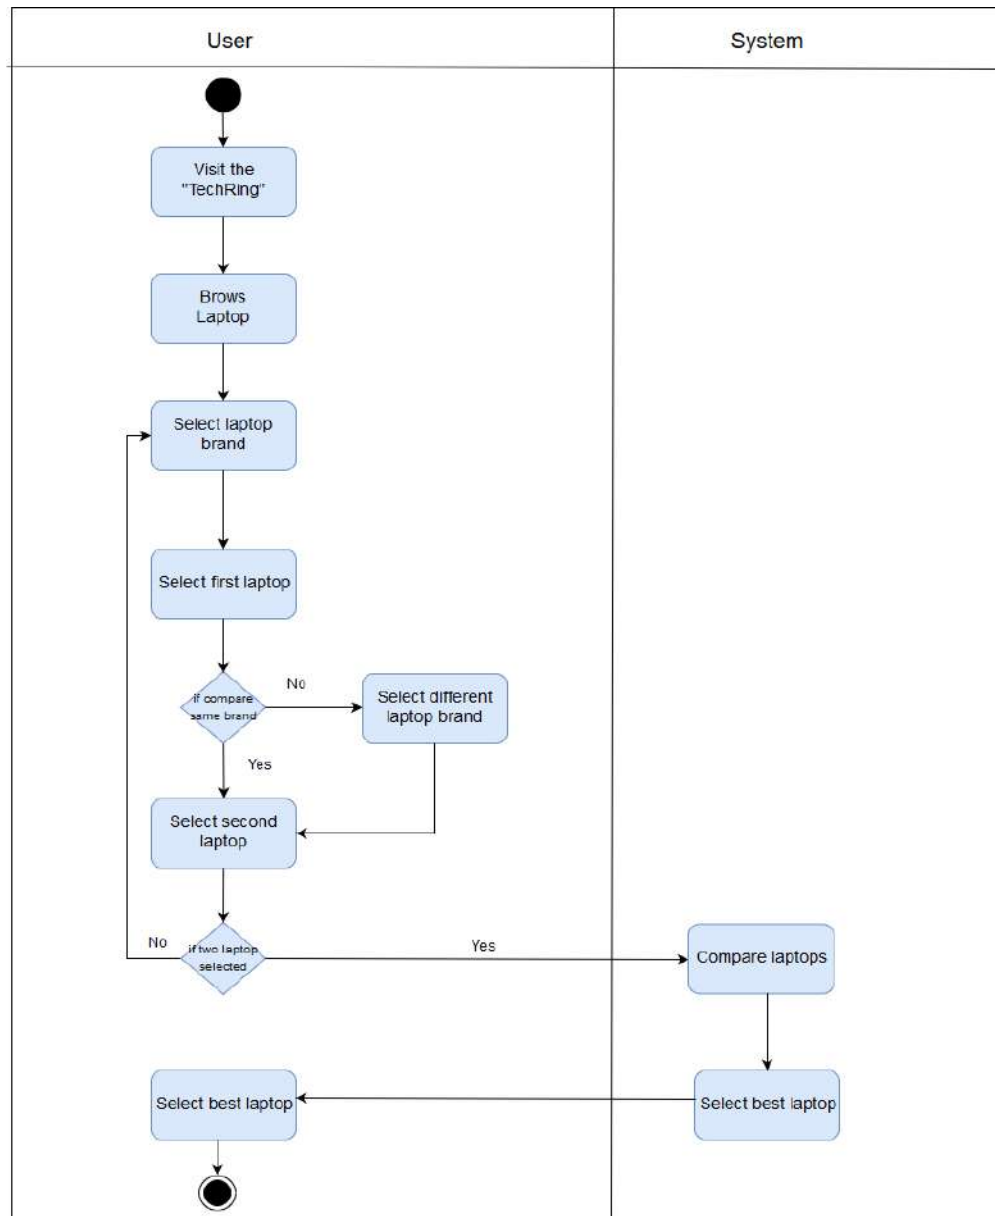 User
System
Visit the
"TechRing"
Brows
Laptop
Select laptop
brand
Select first laptop
if compare
same brand
No
Select different
laptop brand
Yes
Select second
laptop
No
if two laptop
selected
Yes
Compare laptops
Select best laptop
Select best laptop